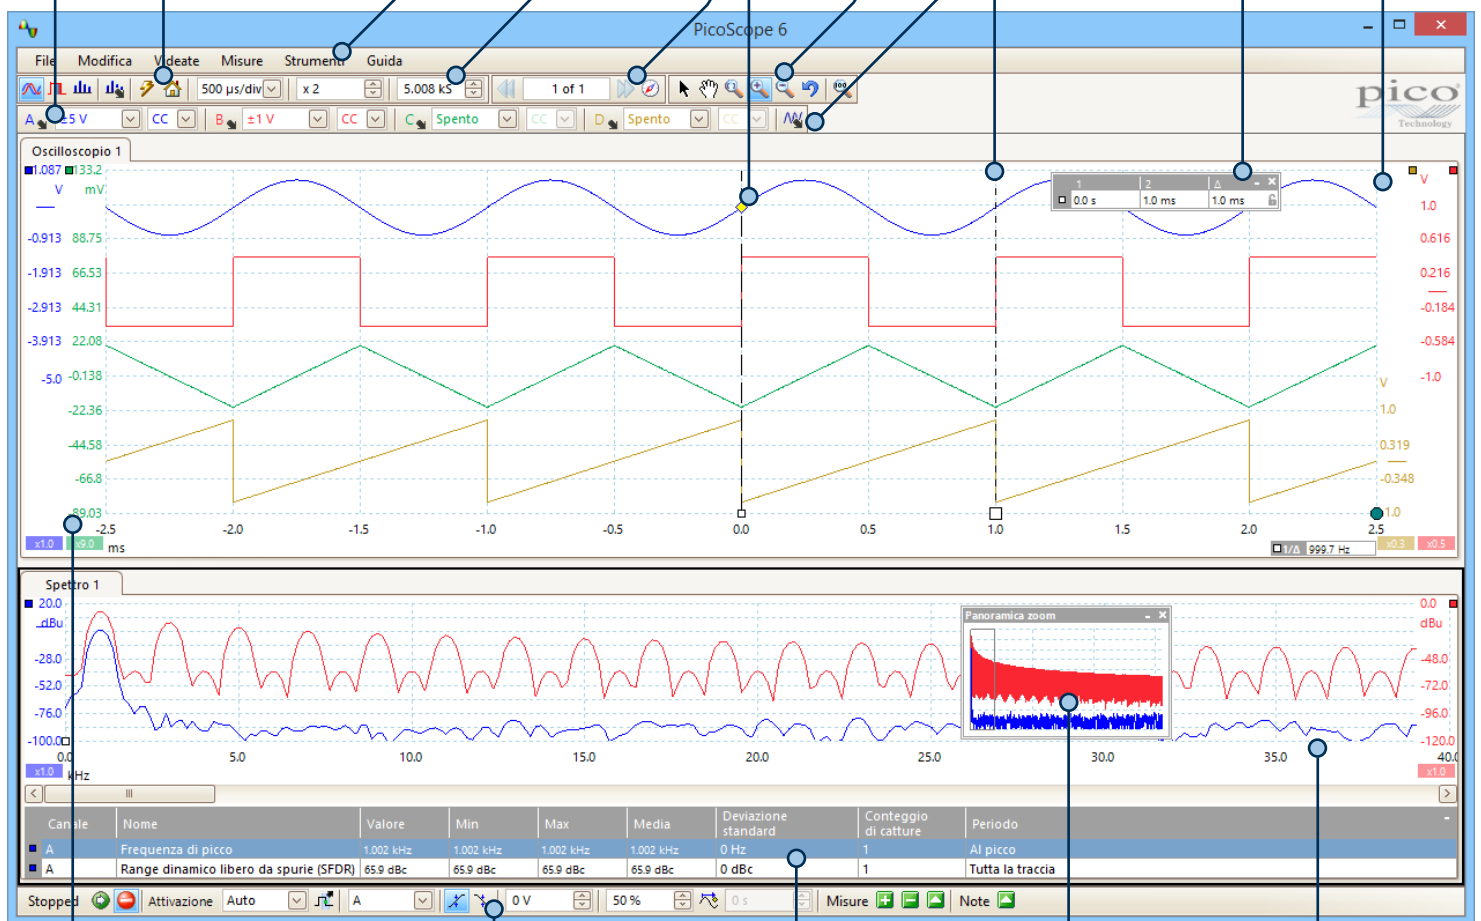 PicoScope 6
File Modifica Videate Misure Strumenti Guida
500 µs/div x 2 5.008 kS 1 of 1
pico
Technology
A ±5 V CC B ±1 V CC C Spento CC D Spento CC
Oscilloscopio 1
1.087 133.2 V
V mV
1 2 Δ
0.0 s 1.0 ms 1.0 ms
1.0
-0.913 88.75 0.616
-1.913 66.53 0.216
-2.913 44.31 -0.184
-3.913 22.08 -0.584
-5.0 -0.138 -1.0
V
-22.36 1.0
-44.58 0.319
-66.8 -0.348
89.03 1.0
-2.5 -2.0 -1.5 -1.0 -0.5 0.0 0.5 1.0 1.5 2.0 2.5
x1.0 x9.0 ms 1/Δ 999.7 Hz x0.3 x0.5
Spettro 1
20.0 0.0
dBu dBu
Panoramica zoom
-28.0 -48.0
-52.0 -72.0
-76.0 -96.0
-100.0 -120.0
0.0 5.0 10.0 15.0 20.0 25.0 30.0 35.0 40.0
x1.0 kHz x1.0
Canale Nome Valore Min Max Media Deviazione standard Conteggio di catture Periodo
A Frequenza di picco 1.002 kHz 1.002 kHz 1.002 kHz 1.002 kHz 0 Hz 1 Al picco
A Range dinamico libero da spurie (SFDR) 65.9 dBc 65.9 dBc 65.9 dBc 65.9 dBc 0 dBc 1 Tutta la traccia
Stopped Attivazione Auto A 0 V 50 % 0 s Misure Note